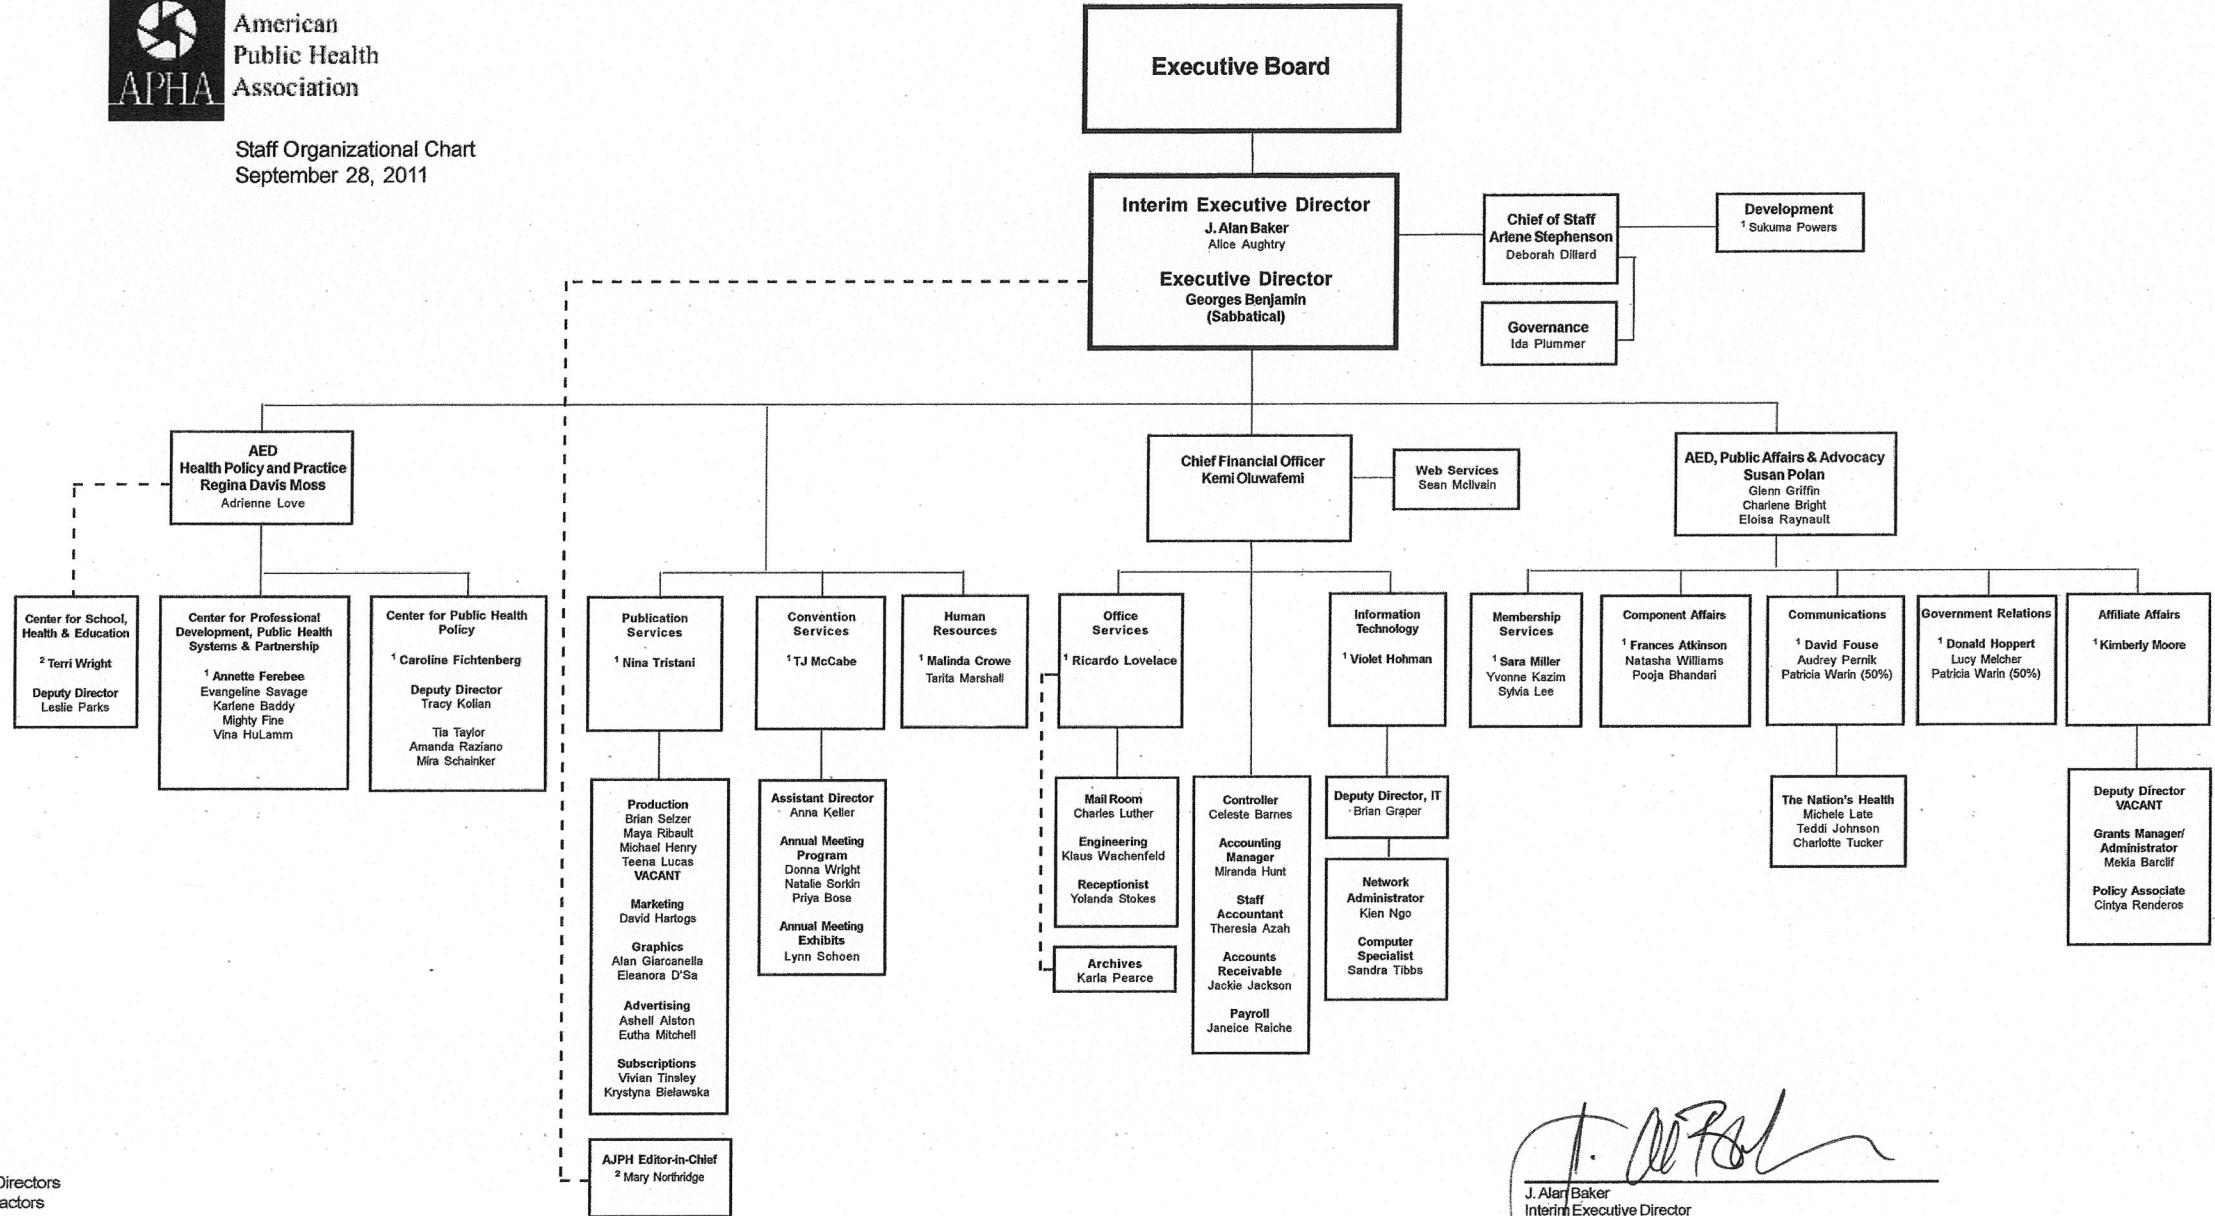 American
Public Health
Association
APHA
Staff Organizational Chart
September 28, 2011
Executive Board
Interim Executive Director
J. Alan Baker
Alice Aughtry
Executive Director
Georges Benjamin
(Sabbatical)
Chief of Staff
Arlene Stephenson
Deborah Dillard
Development
¹ Sukuma Powers
Governance
Ida Plummer
AED
Health Policy and Practice
Regina Davis Moss
Adrienne Love
Chief Financial Officer
Kemi Oluwafemi
Web Services
Sean McIlvain
AED, Public Affairs & Advocacy
Susan Polan
Glenn Griffin
Charlene Bright
Eloisa Raynault
Center for School,
Health & Education
² Terri Wright
Deputy Director
Leslie Parks
Center for Professional
Development, Public Health
Systems & Partnership
¹ Annette Ferebee
Evangeline Savage
Karlene Baddy
Mighty Fine
Vina HuLamm
Center for Public Health
Policy
¹ Caroline Fichtenberg
Deputy Director
Tracy Kolian
Tia Taylor
Amanda Raziano
Mira Schainker
Publication
Services
¹ Nina Tristani
Convention
Services
¹ TJ McCabe
Human
Resources
¹ Malinda Crowe
Tarita Marshall
Office
Services
¹ Ricardo Lovelace
Information
Technology
¹ Violet Hohman
Membership
Services
¹ Sara Miller
Yvonne Kazim
Sylvia Lee
Component Affairs
¹ Frances Atkinson
Natasha Williams
Pooja Bhandari
Communications
¹ David Fouse
Audrey Pernik
Patricia Warin (50%)
Government Relations
¹ Donald Hoppert
Lucy Melcher
Patricia Warin (50%)
Affiliate Affairs
¹ Kimberly Moore
Production
Brian Selzer
Maya Ribault
Michael Henry
Teena Lucas
VACANT
Marketing
David Hartogs
Graphics
Alan Giarcanella
Eleanora D'Sa
Advertising
Ashell Alston
Eutha Mitchell
Subscriptions
Vivian Tinsley
Krystyna Bielawska
Assistant Director
Anna Keller
Annual Meeting
Program
Donna Wright
Natalie Sorkin
Priya Bose
Annual Meeting
Exhibits
Lynn Schoen
Mail Room
Charles Luther
Engineering
Klaus Wachenfeld
Receptionist
Yolanda Stokes
Archives
Karla Pearce
Controller
Celeste Barnes
Accounting
Manager
Miranda Hunt
Staff
Accountant
Theresia Azah
Accounts
Receivable
Jackie Jackson
Payroll
Janeice Raiche
Deputy Director, IT
Brian Graper
Network
Administrator
Kien Ngo
Computer
Specialist
Sandra Tibbs
The Nation's Health
Michele Late
Teddi Johnson
Charlotte Tucker
Deputy Director
VACANT
Grants Manager/
Administrator
Mekia Barclif
Policy Associate
Cintya Renderos
AJPH Editor-in-Chief
² Mary Northridge
Directors
J. Alan Baker
Interim Executive Director